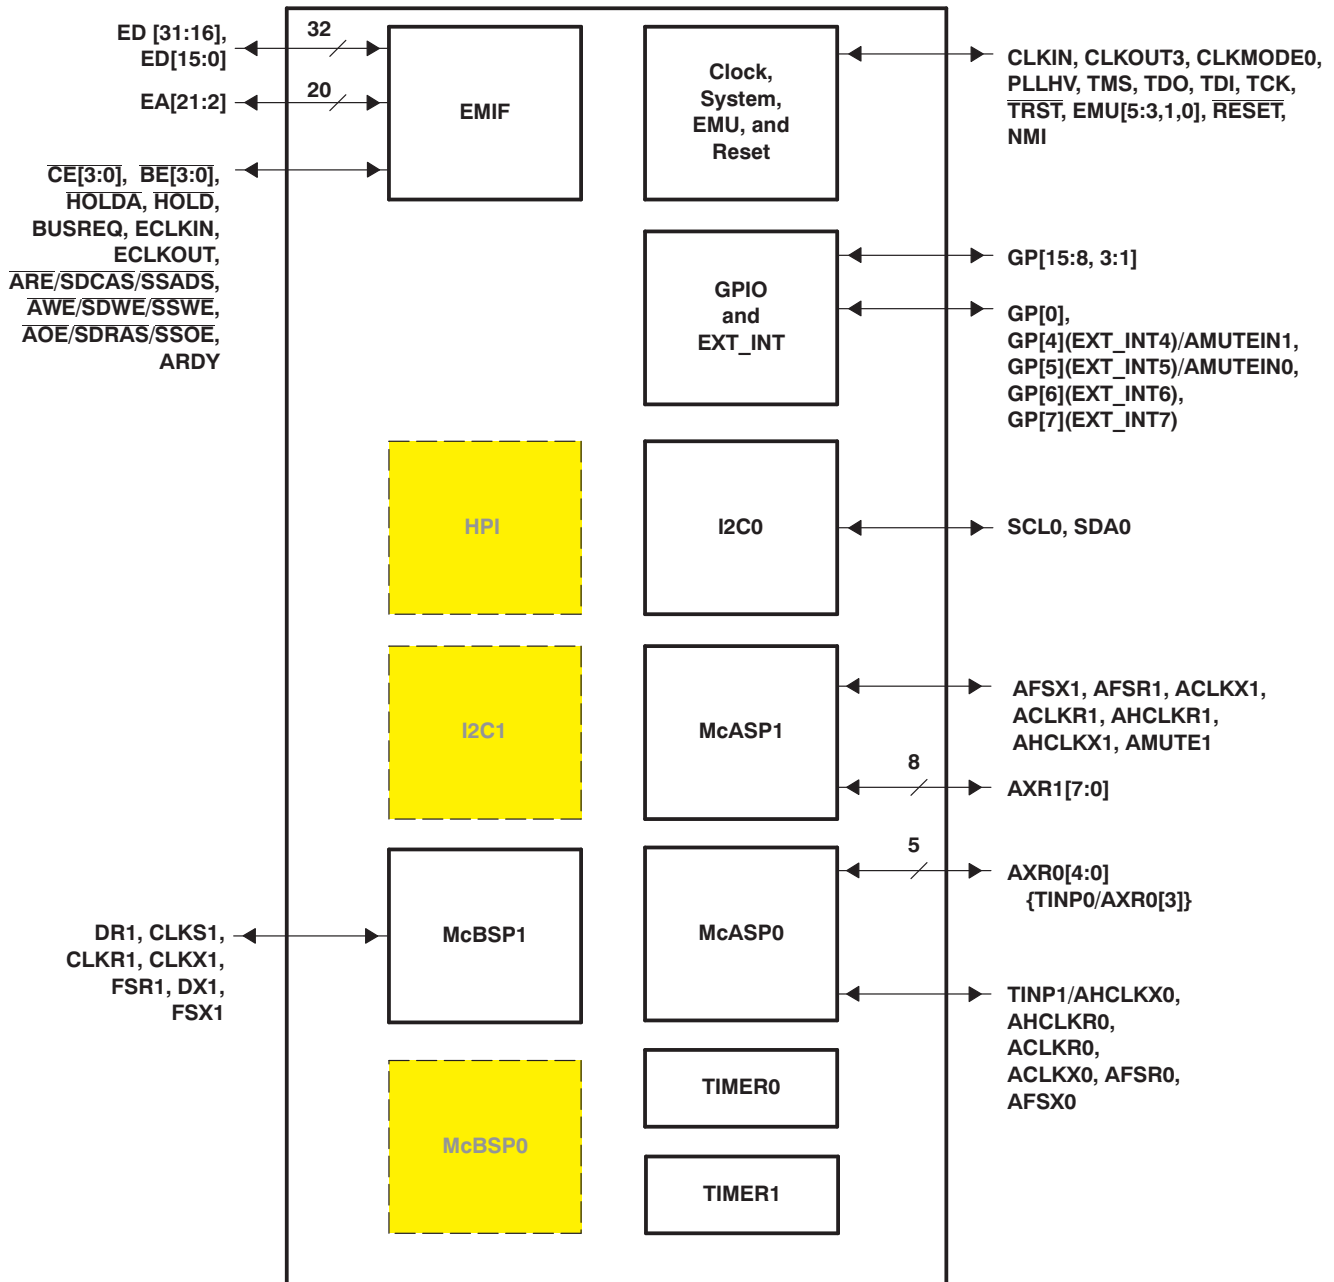 ED [31:16],
ED[15:0]
32
EA[21:2]
20
EMIF
CE[3:0], BE[3:0],
HOLDA, HOLD,
BUSREQ, ECLKIN,
ECLKOUT,
ARE/SDCAS/SSADS,
AWE/SDWE/SSWE,
AOE/SDRAS/SSOE,
ARDY
Clock,
System,
EMU, and
Reset
CLKIN, CLKOUT3, CLKMODE0,
PLLHV, TMS, TDO, TDI, TCK,
TRST, EMU[5:3,1,0], RESET,
NMI
GPIO
and
EXT_INT
GP[15:8, 3:1]
GP[0],
GP[4](EXT_INT4)/AMUTEIN1,
GP[5](EXT_INT5)/AMUTEIN0,
GP[6](EXT_INT6),
GP[7](EXT_INT7)
HPI
I2C0
SCL0, SDA0
I2C1
McASP1
AFSX1, AFSR1, ACLKX1,
ACLKR1, AHCLKR1,
AHCLKX1, AMUTE1
8
AXR1[7:0]
DR1, CLKS1,
CLKR1, CLKX1,
FSR1, DX1,
FSX1
McBSP1
McASP0
5
AXR0[4:0]
{TINP0/AXR0[3]}
TINP1/AHCLKX0,
AHCLKR0,
ACLKR0,
ACLKX0, AFSR0,
AFSX0
McBSP0
TIMER0
TIMER1